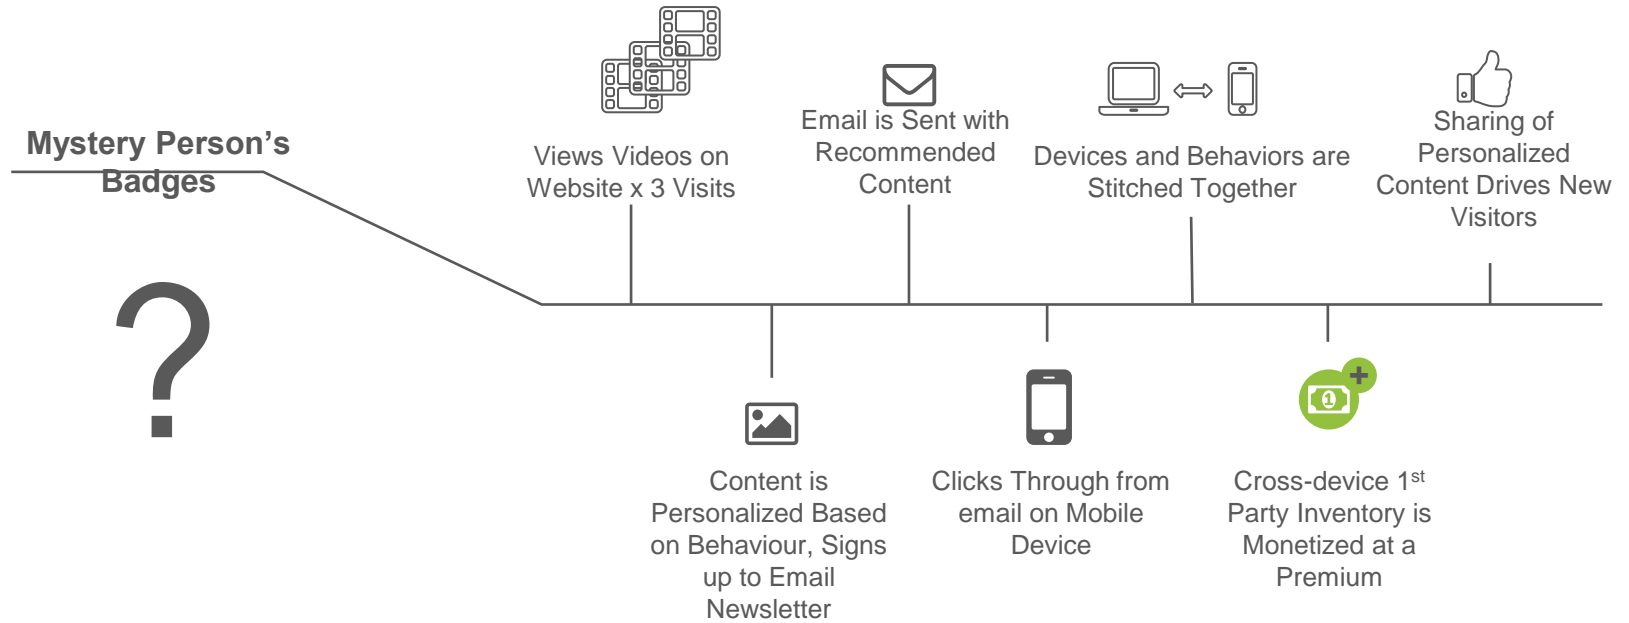 Mystery Person’s
Badges
Views Videos on
Website x 3 Visits
Content is
Personalized Based
on Behaviour, Signs
up to Email
Newsletter
Email is Sent with
Recommended
Content
Clicks Through from
email on Mobile
Device
Devices and Behaviors are
Stitched Together
Cross-device 1st
Party Inventory is
Monetized at a
Premium
Sharing of
Personalized
Content Drives New
Visitors
?
1